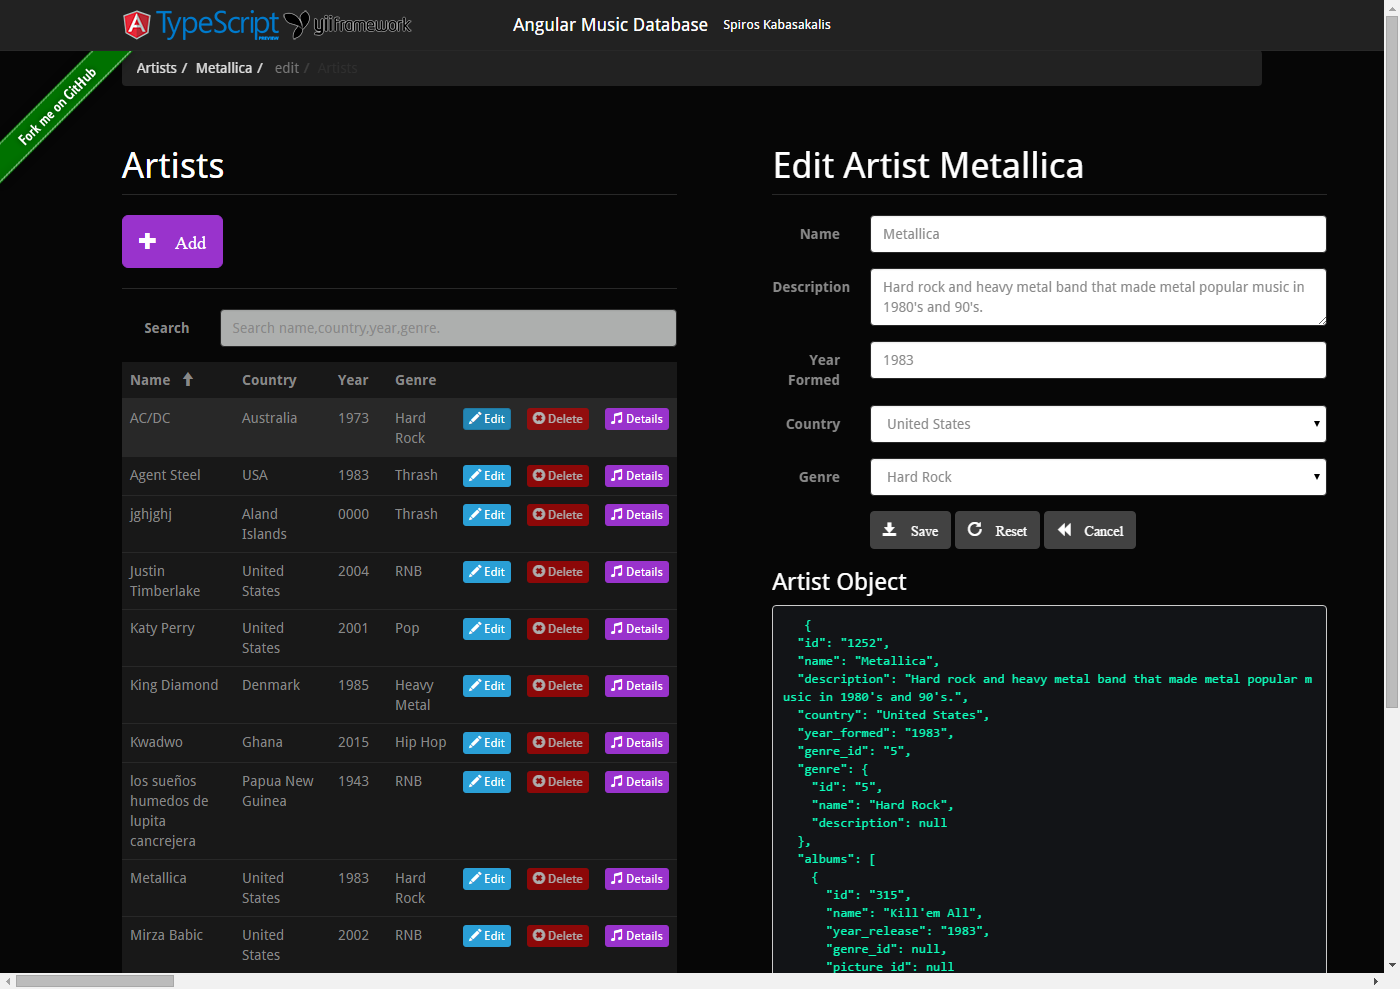 TypeScript PREVIEW yiiframework Angular Music Database Spiros Kabasakalis
Fork me on GitHub
Artists / Metallica / edit / Artists
Artists
Add
Search Search name,country,year,genre.
Name Country Year Genre
AC/DC Australia 1973 Hard Rock Edit Delete Details
Agent Steel USA 1983 Thrash Edit Delete Details
jghjghj Aland Islands 0000 Thrash Edit Delete Details
Justin Timberlake United States 2004 RNB Edit Delete Details
Katy Perry United States 2001 Pop Edit Delete Details
King Diamond Denmark 1985 Heavy Metal Edit Delete Details
Kwadwo Ghana 2015 Hip Hop Edit Delete Details
los sueños humedos de lupita cancrejera Papua New Guinea 1943 RNB Edit Delete Details
Metallica United States 1983 Hard Rock Edit Delete Details
Mirza Babic United States 2002 RNB Edit Delete Details
Edit Artist Metallica
Name Metallica
Description Hard rock and heavy metal band that made metal popular music in
1980's and 90's.
Year Formed 1983
Country United States
Genre Hard Rock
Save Reset Cancel
Artist Object
{
"id": "1252",
"name": "Metallica",
"description": "Hard rock and heavy metal band that made metal popular m
usic in 1980's and 90's.",
"country": "United States",
"year_formed": "1983",
"genre_id": "5",
"genre": {
"id": "5",
"name": "Hard Rock",
"description": null
},
"albums": [
{
"id": "315",
"name": "Kill'em All",
"year_release": "1983",
"genre_id": null,
"picture_id": null